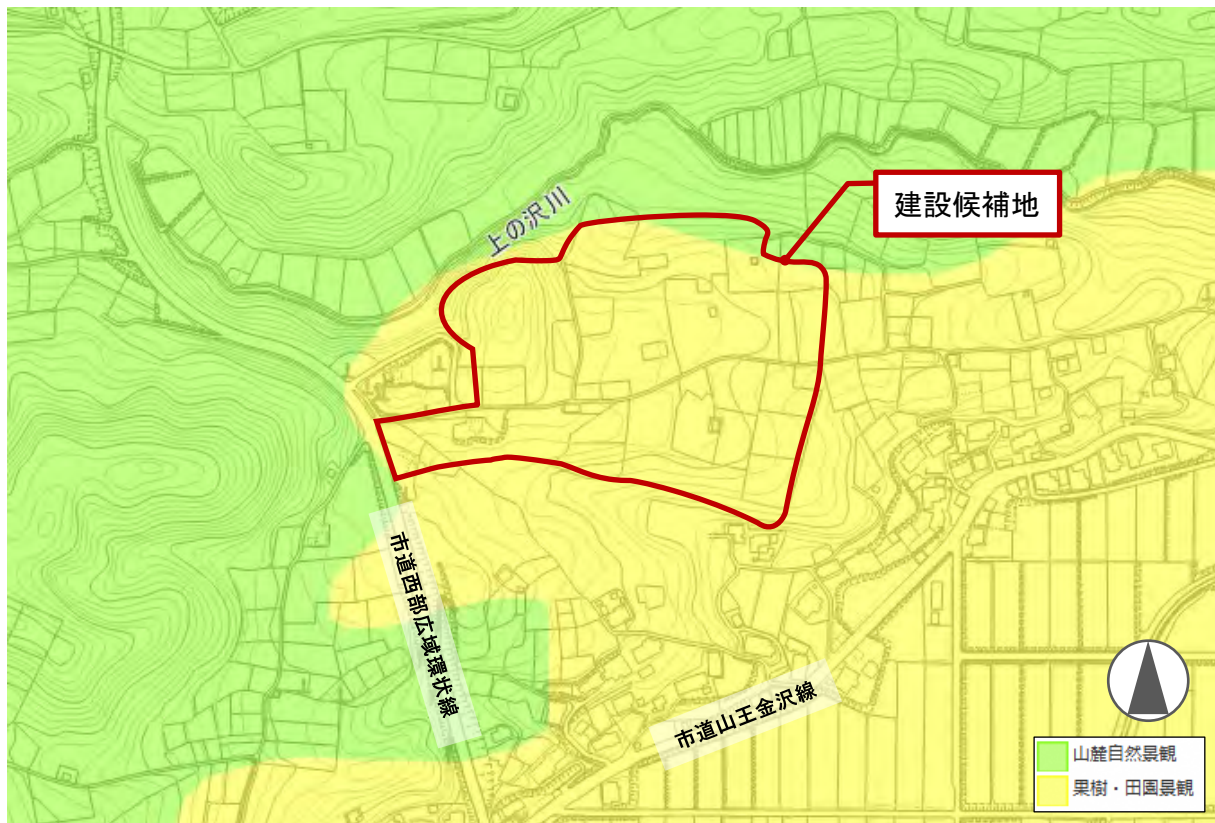 建設候補地
上の沢川
市道西部広域環状線
市道山王金沢線
山麓自然景観
果樹・田園景観